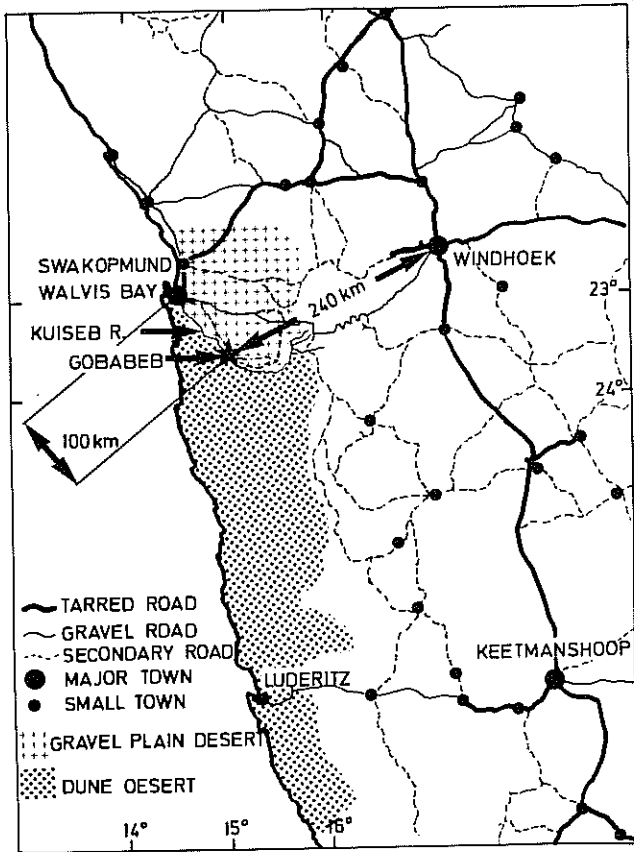 SWAKOPMUND
WINDHOEK
WALVIS BAY
240 km
23°
KUISEB R.
GOBABEB
24°
100 km
TARRED ROAD
GRAVEL ROAD
SECONDARY ROAD
KEETMANSHOOP
MAJOR TOWN
LUDERITZ
SMALL TOWN
GRAVEL PLAIN DESERT
DUNE DESERT
14° 15° 16°